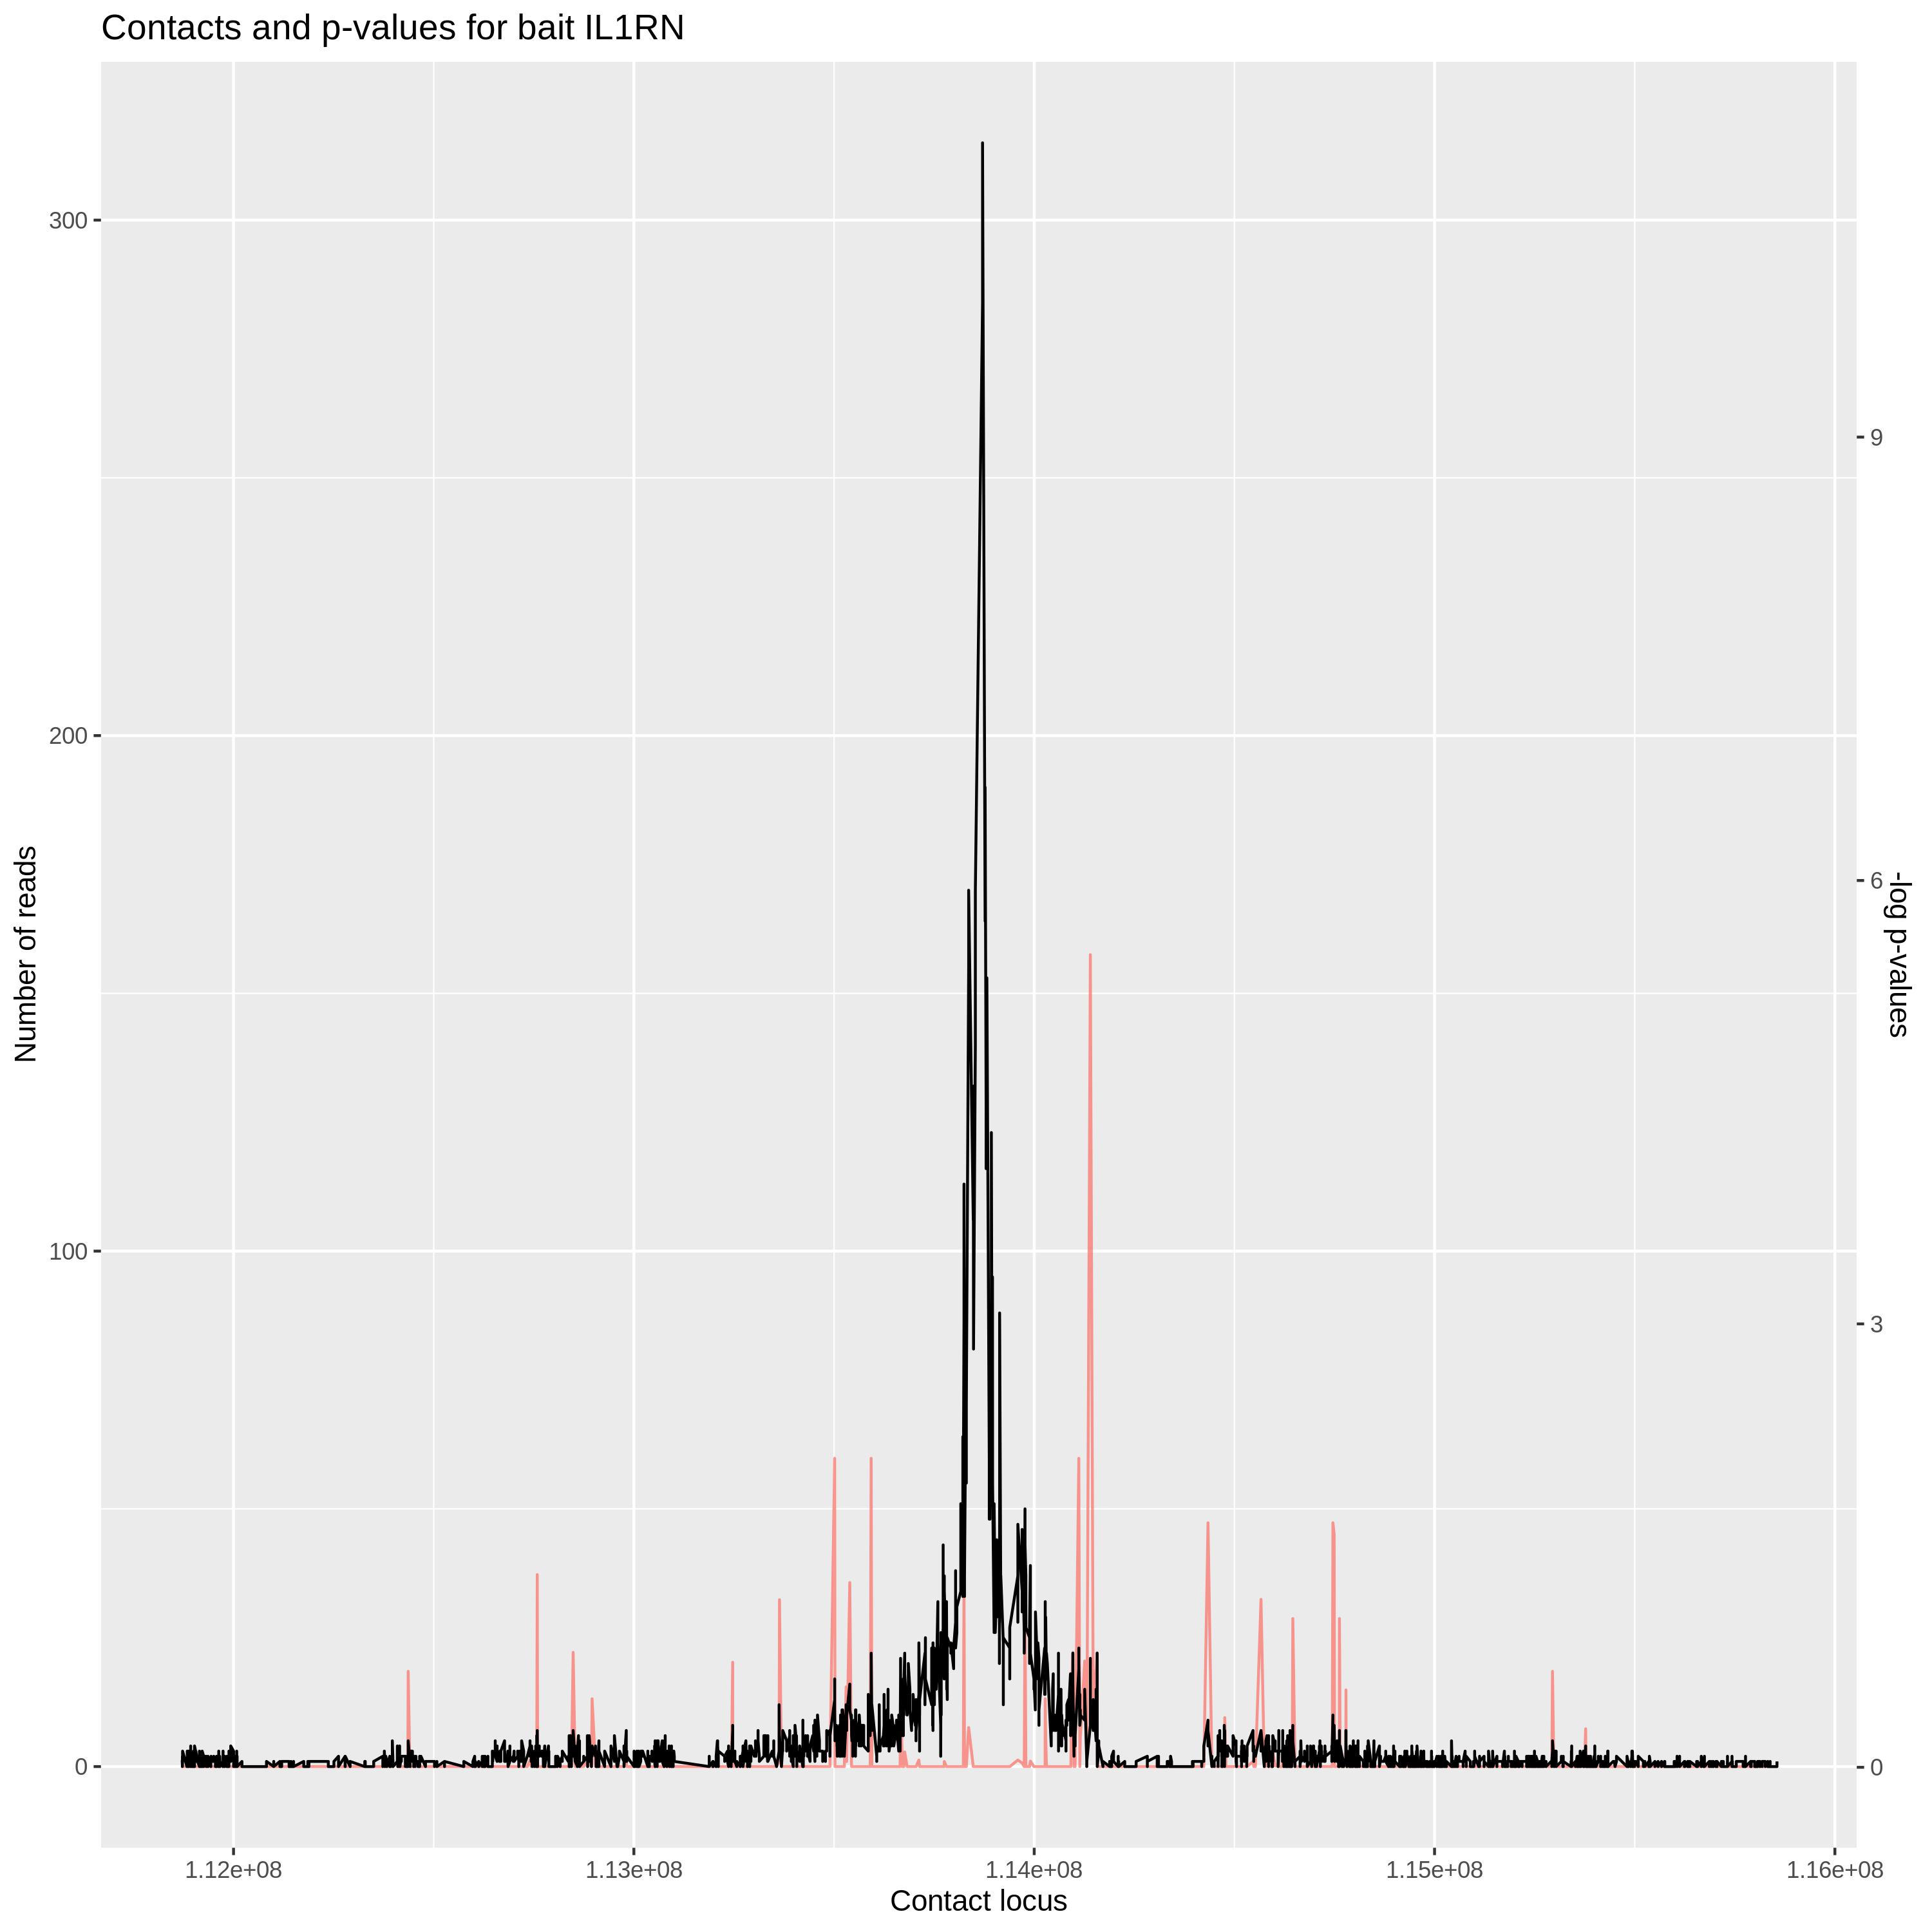 Contacts and p-values for bait IL1RN
Number of reads
300
200
100
0
9
6
3
0
-log p-values
1.12e+08
1.13e+08
1.14e+08
1.15e+08
1.16e+08
Contact locus